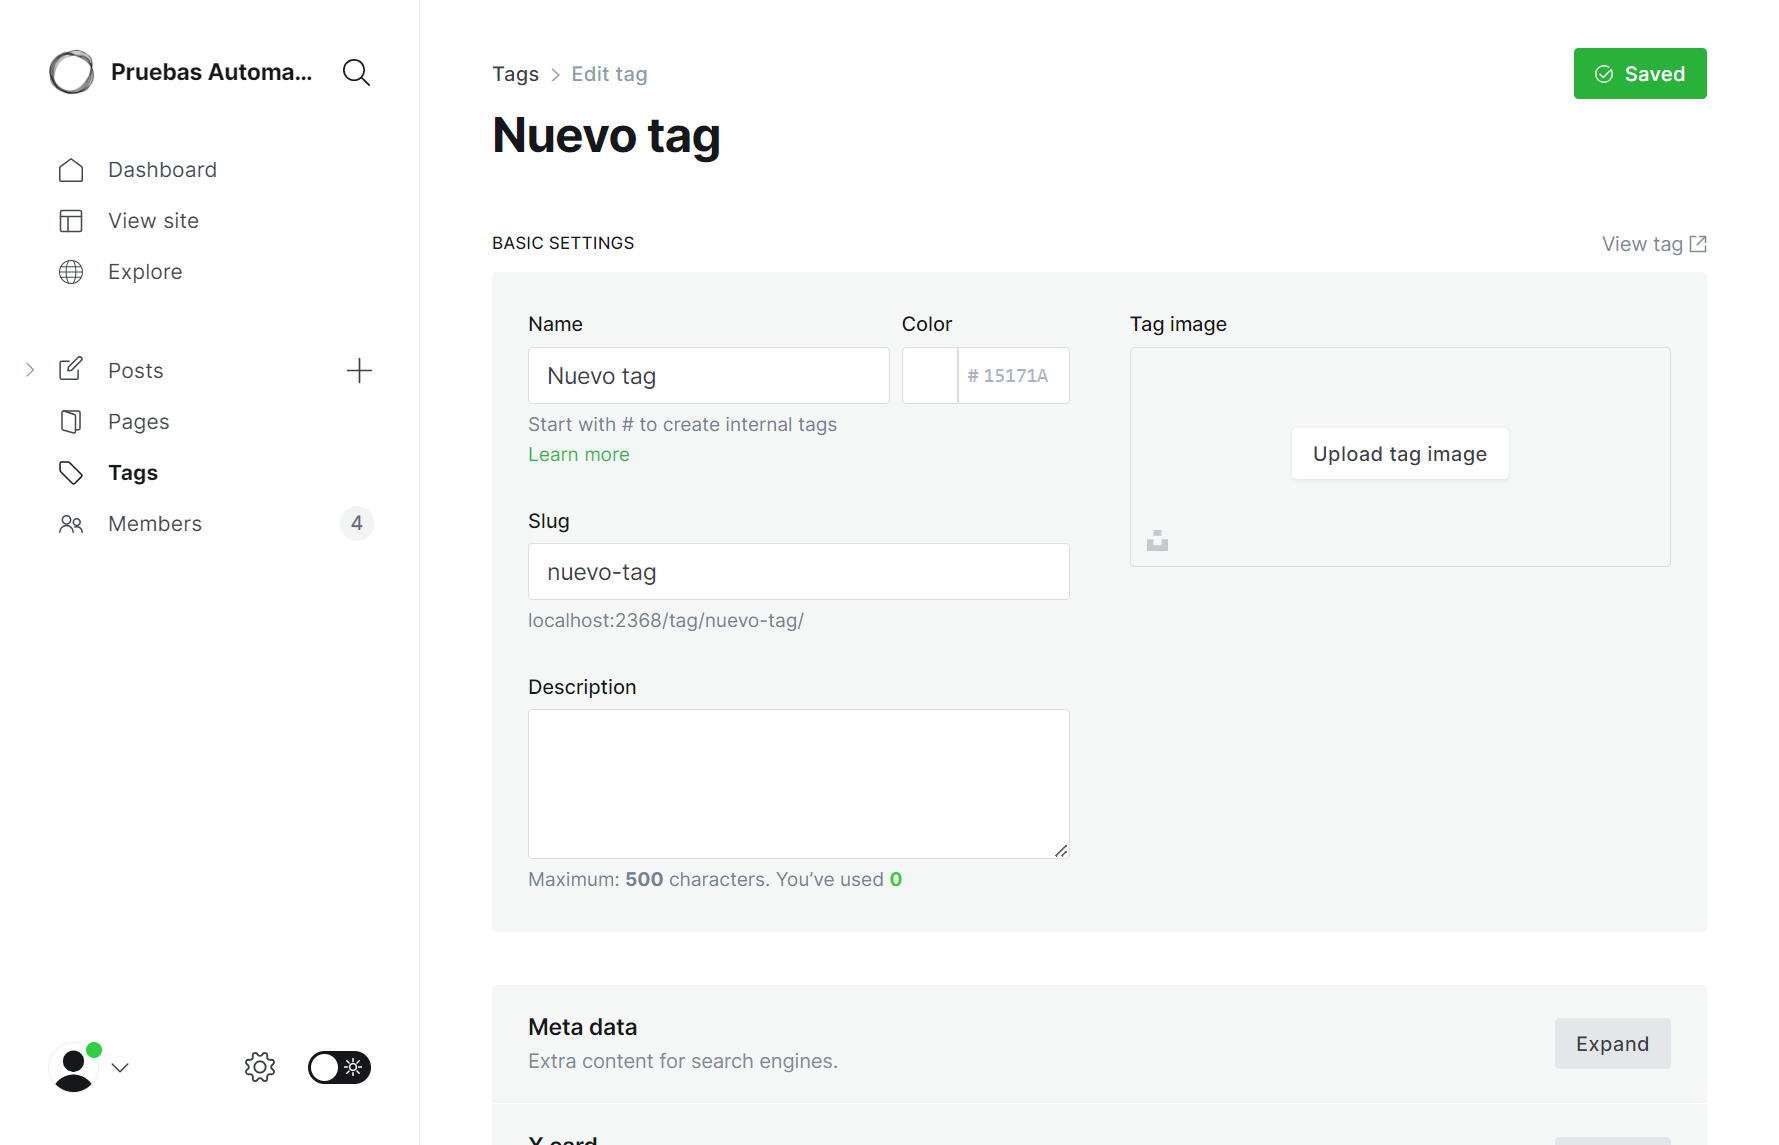 Pruebas Automa...
Dashboard
View site
Explore
Posts
Pages
Tags
Members
4
Tags > Edit tag
Saved
Nuevo tag
BASIC SETTINGS
View tag
Name
Color
Tag image
Nuevo tag
# 15171A
Start with # to create internal tags
Learn more
Upload tag image
Slug
nuevo-tag
localhost:2368/tag/nuevo-tag/
Description
Maximum: 500 characters. You’ve used 0
Meta data
Extra content for search engines.
Expand
X card